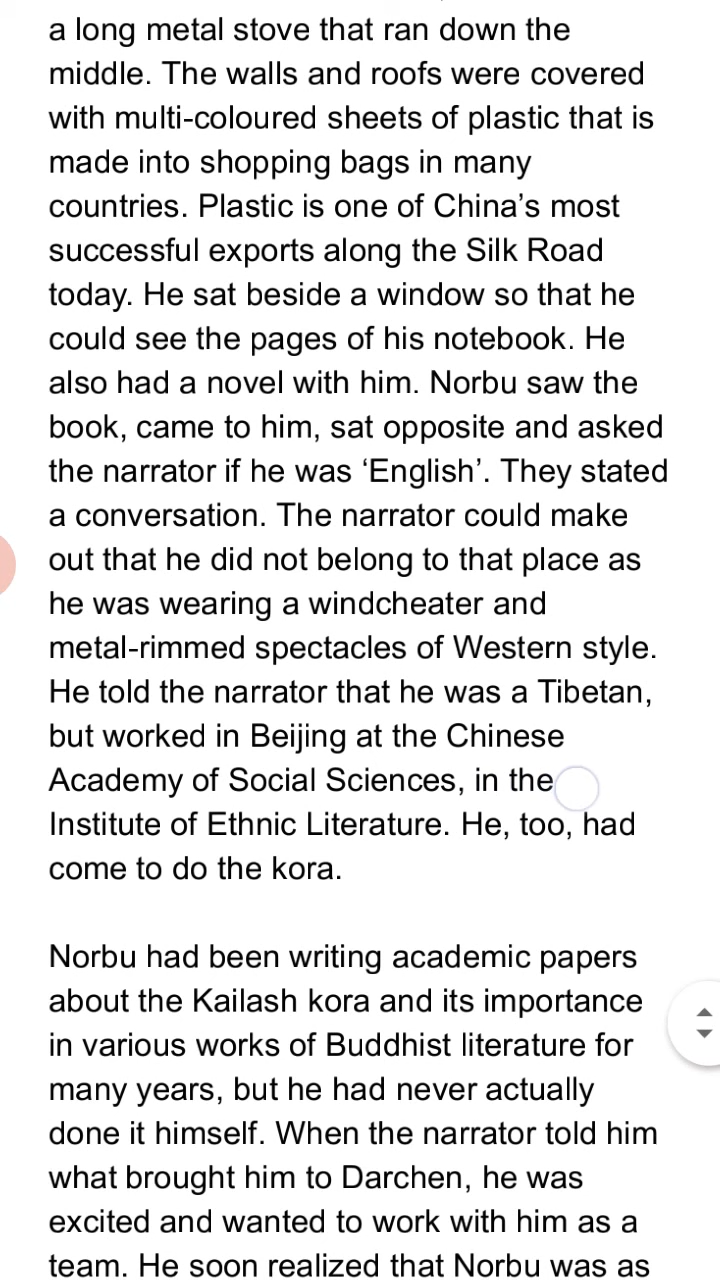 a long metal stove that ran down the
middle. The walls and roofs were covered
with multi-coloured sheets of plastic that is
made into shopping bags in many
countries. Plastic is one of China’s most
successful exports along the Silk Road
today. He sat beside a window so that he
could see the pages of his notebook. He
also had a novel with him. Norbu saw the
book, came to him, sat opposite and asked
the narrator if he was ‘English’. They stated
a conversation. The narrator could make
out that he did not belong to that place as
he was wearing a windcheater and
metal-rimmed spectacles of Western style.
He told the narrator that he was a Tibetan,
but worked in Beijing at the Chinese
Academy of Social Sciences, in the
Institute of Ethnic Literature. He, too, had
come to do the kora.
Norbu had been writing academic papers
about the Kailash kora and its importance
in various works of Buddhist literature for
many years, but he had never actually
done it himself. When the narrator told him
what brought him to Darchen, he was
excited and wanted to work with him as a
team. He soon realized that Norbu was as